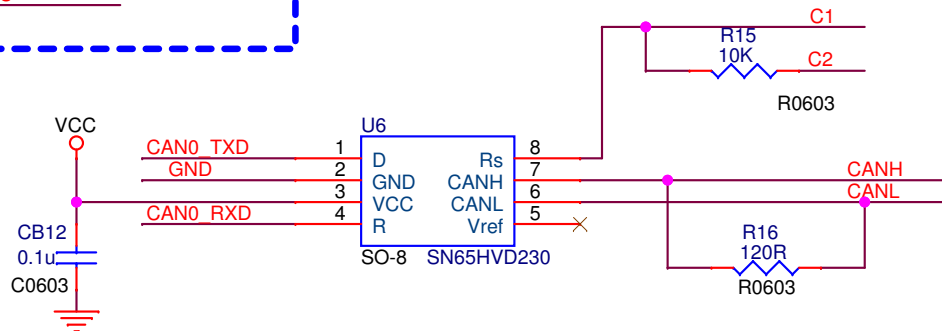 C1
R15
10K
C2
R0603
VCC
U6
CAN0_TXD
1
D
Rs
8
GND
2
GND
CANH
7
CANH
3
VCC
CANL
6
CANL
CAN0_RXD
4
R
Vref
5
CB12
0.1u
C0603
SO-8
SN65HVD230
R16
120R
R0603